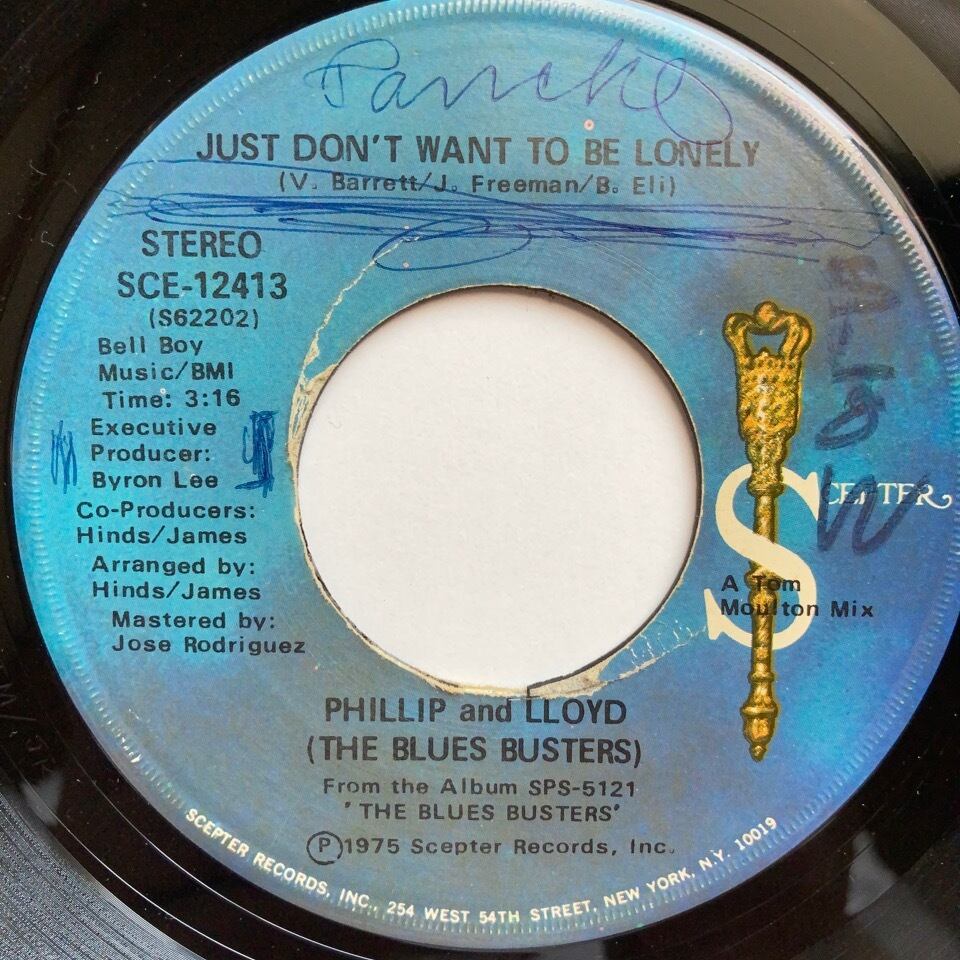 Pancho
JUST DON'T WANT TO BE LONELY
(V. Barrett/J. Freeman/B. Eli)
STEREO
SCE-12413
(S62202)
Bell Boy
Music/BMI
Time: 3:16
Executive
Producer:
Byron Lee
Co-Producers:
Hinds/James
Arranged by:
Hinds/James
Mastered by:
Jose Rodriguez
SCEPTER
A Tom
Moulton Mix
PHILLIP and LLOYD
(THE BLUES BUSTERS)
From the Album SPS-5121
"THE BLUES BUSTERS"
Ⓟ1975 Scepter Records, Inc.
SCEPTER RECORDS, INC., 254 WEST 54TH STREET, NEW YORK, N.Y. 10019